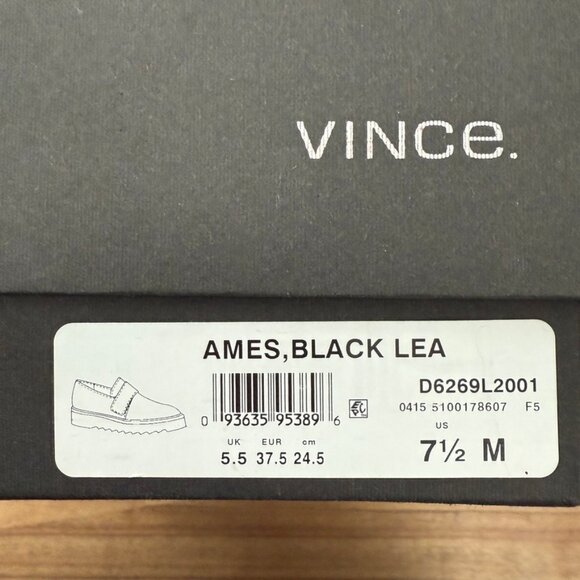 VINCE.
AMES,BLACK LEA
D6269L2001
0 93635 95389 6
0415 5100178607 F5
UK EUR cm US
5.5 37.5 24.5 7½ M